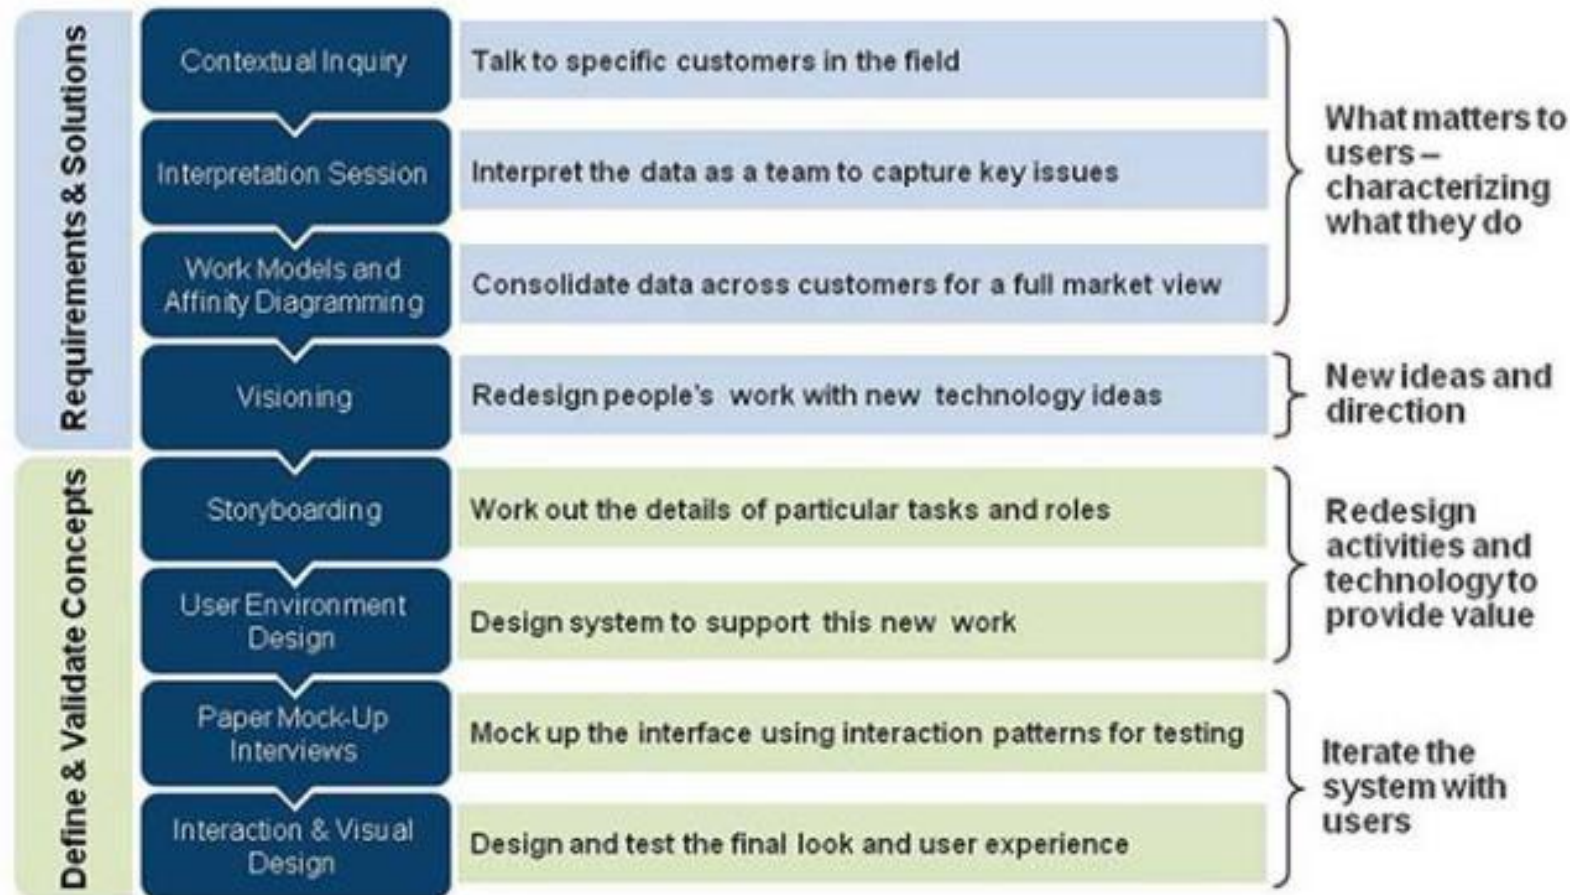 Requirements & Solutions
Contextual Inquiry
Talk to specific customers in the field
Interpretation Session
Interpret the data as a team to capture key issues
Work Models and
Affinity Diagramming
Consolidate data across customers for a full market view
What matters to
users –
characterizing
what they do
Visioning
Redesign people's work with new technology ideas
New ideas and
direction
Define & Validate Concepts
Storyboarding
Work out the details of particular tasks and roles
User Environment
Design
Design system to support this new work
Redesign
activities and
technology to
provide value
Paper Mock-Up
Interviews
Mock up the interface using interaction patterns for testing
Interaction & Visual
Design
Design and test the final look and user experience
Iterate the
system with
users